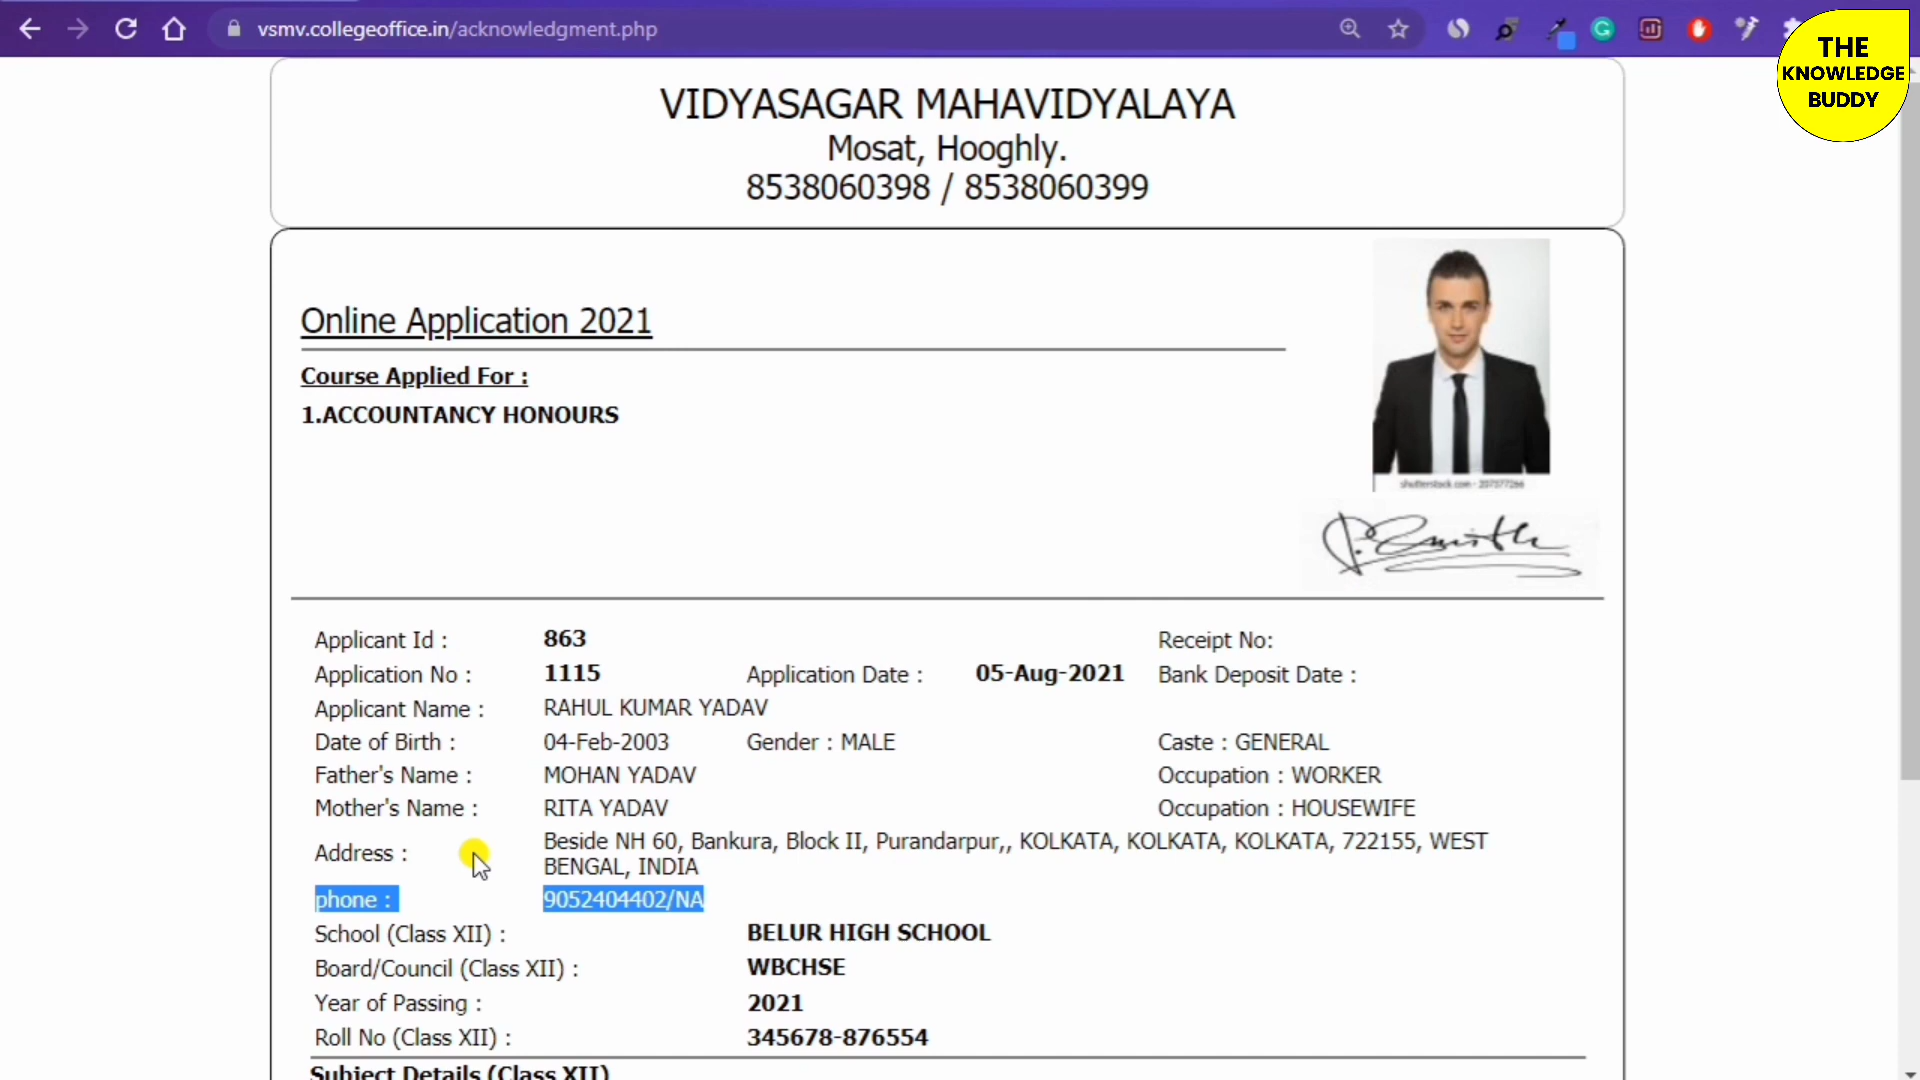 vsmv.collegeoffice.in/acknowledgment.php
THE
KNOWLEDGE
BUDDY
VIDYASAGAR MAHAVIDYALAYA
Mosat, Hooghly.
8538060398 / 8538060399
Online Application 2021
Course Applied For :
1.ACCOUNTANCY HONOURS
shutterstock.com - 207377266
P. Smith
Applicant Id : 863 Receipt No:
Application No : 1115 Application Date : 05-Aug-2021 Bank Deposit Date :
Applicant Name : RAHUL KUMAR YADAV
Date of Birth : 04-Feb-2003 Gender : MALE Caste : GENERAL
Father's Name : MOHAN YADAV Occupation : WORKER
Mother's Name : RITA YADAV Occupation : HOUSEWIFE
Address : Beside NH 60, Bankura, Block II, Purandarpur,, KOLKATA, KOLKATA, KOLKATA, 722155, WEST
BENGAL, INDIA
phone : 9052404402/NA
School (Class XII) : BELUR HIGH SCHOOL
Board/Council (Class XII) : WBCHSE
Year of Passing : 2021
Roll No (Class XII) : 345678-876554
Subject Details (Class XII)